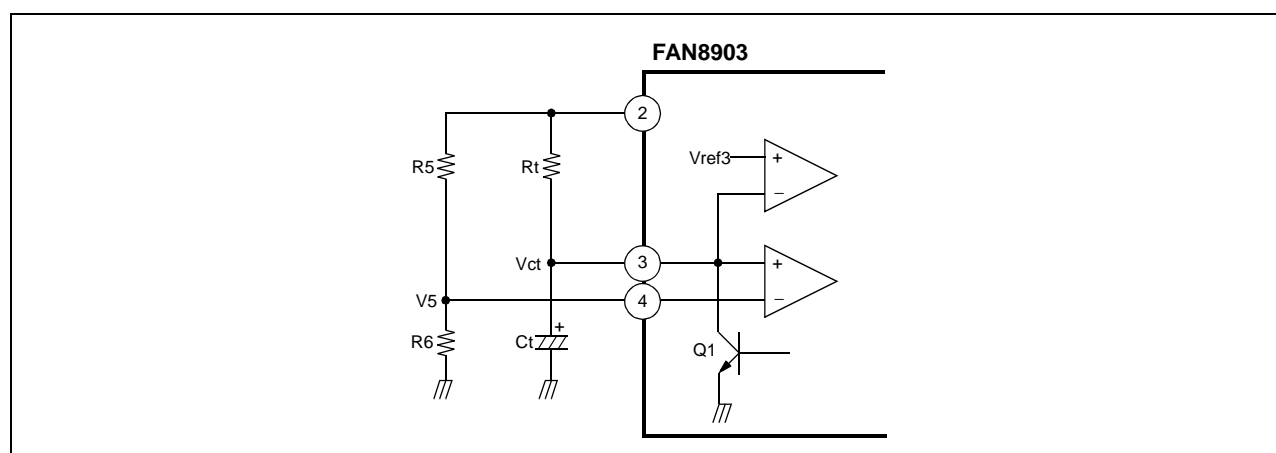 FAN8903
2
Vref3
+
−
R5
Rt
Vct
3
+
V5
4
−
R6
Ct
+
Q1